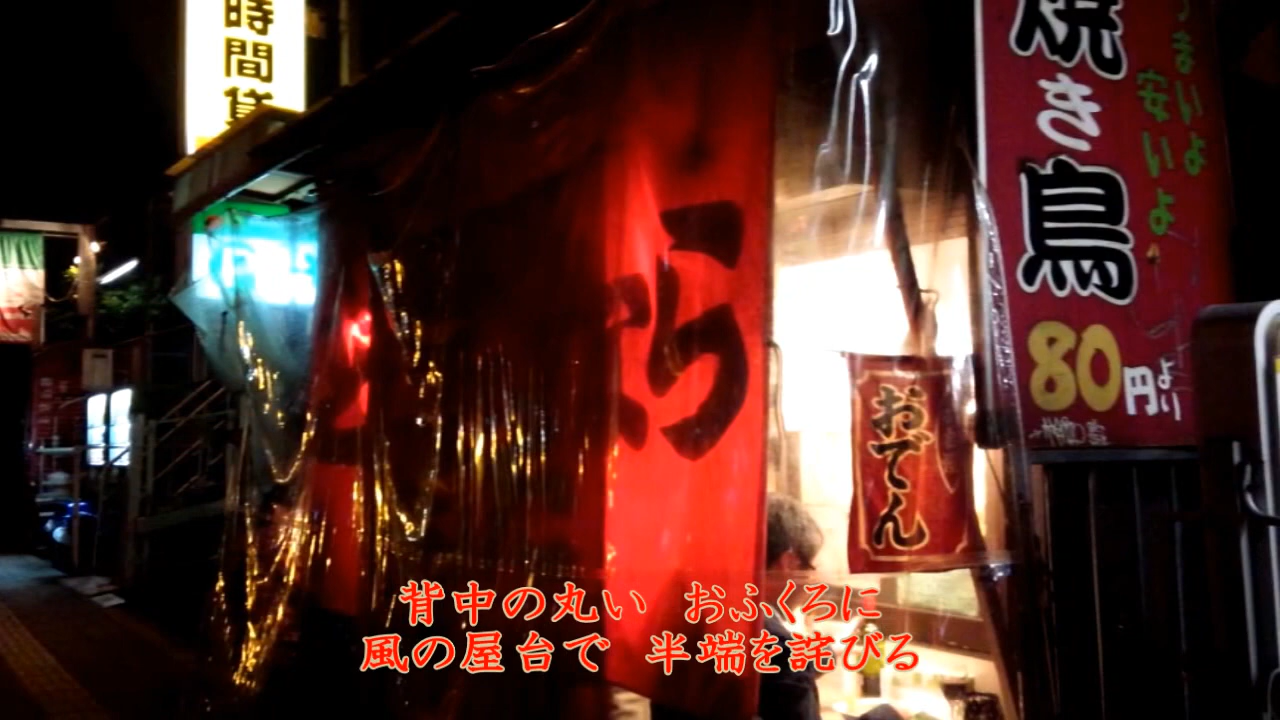 時間貸
ら
おでん
焼き鳥
うまいよ
安いよ
80円より
背中の丸い　おふくろに
風の屋台で　半端を詫びる